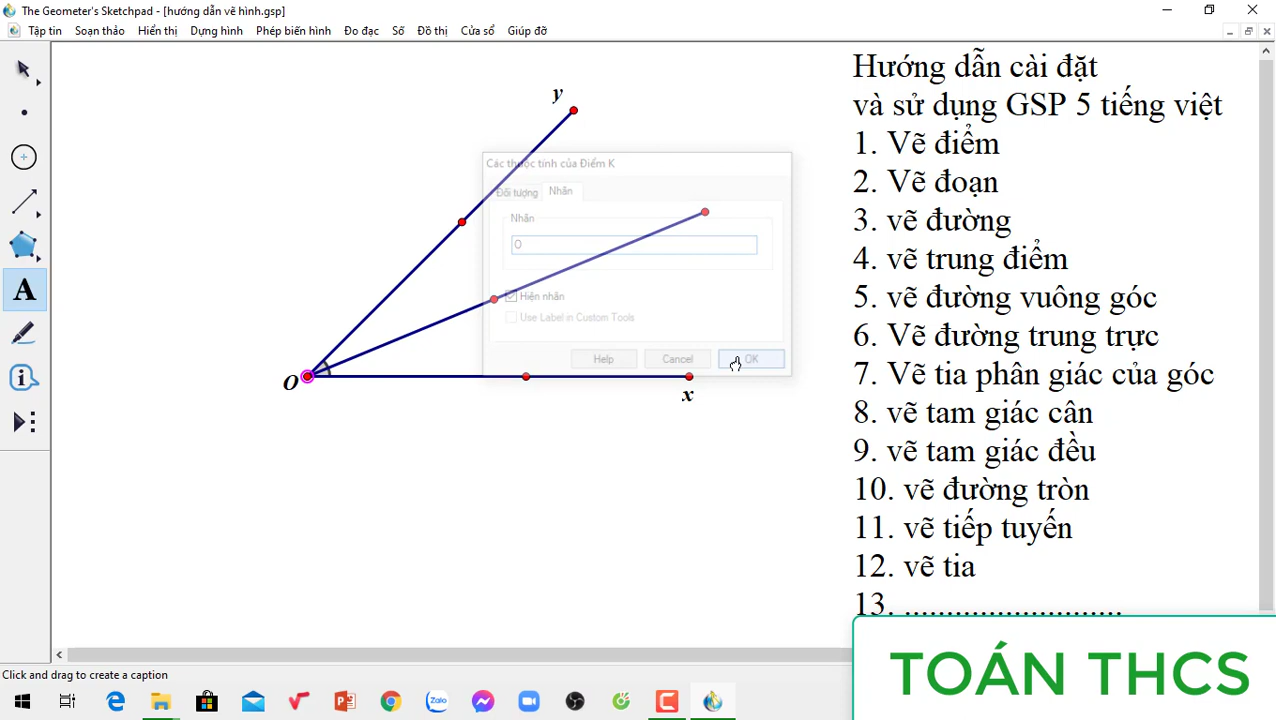 The Geometer's Sketchpad - [hướng dẫn vẽ hình.gsp]
Tập tin Soạn thảo Hiển thị Dựng hình Phép biến hình Đo đạc Số Đồ thị Cửa sổ Giúp đỡ
y
O
x
Các thuộc tính của Điểm K
Đối tượng Nhãn
Nhãn
O
Hiện nhãn
Use Label in Custom Tools
Help Cancel OK
Hướng dẫn cài đặt
và sử dụng GSP 5 tiếng việt
1. Vẽ điểm
2. Vẽ đoạn
3. vẽ đường
4. vẽ trung điểm
5. vẽ đường vuông góc
6. Vẽ đường trung trực
7. Vẽ tia phân giác của góc
8. vẽ tam giác cân
9. vẽ tam giác đều
10. vẽ đường tròn
11. vẽ tiếp tuyến
12. vẽ tia
13. .........................
A
Click and drag to create a caption
TOÁN THCS
Zalo